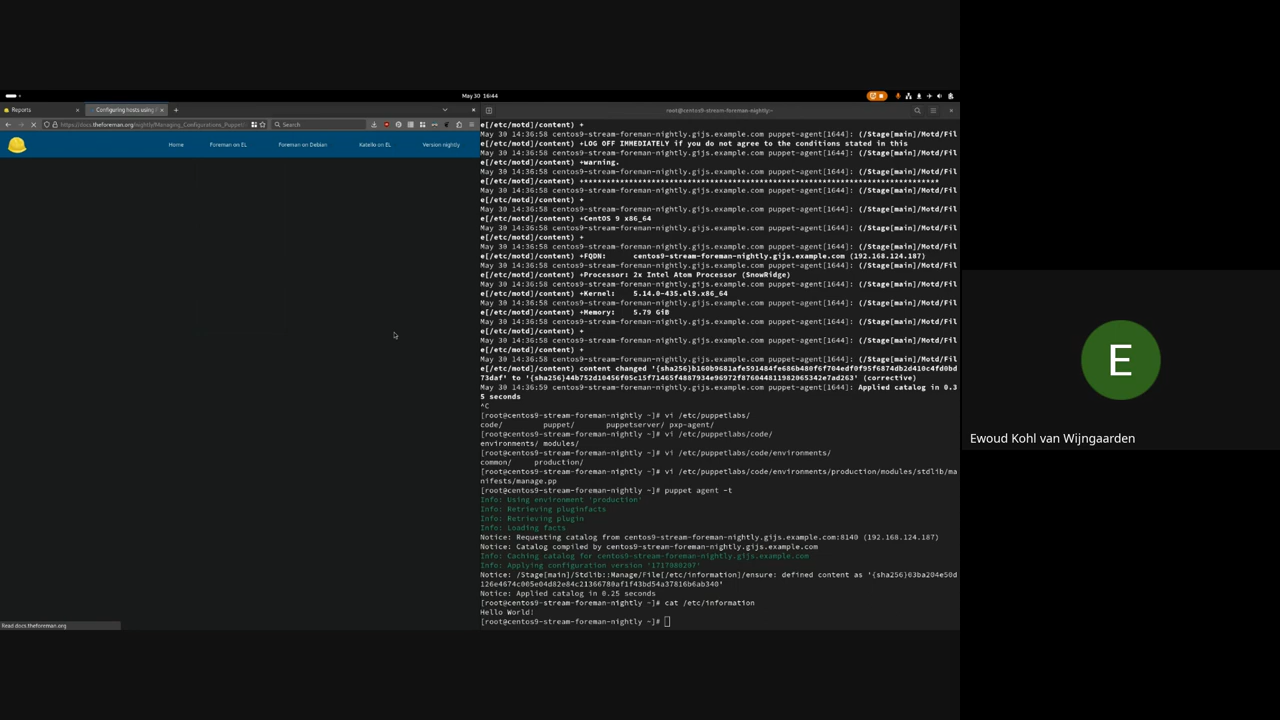 May 30 16:44
Reports
Configuring hosts using
https://docs.theforeman.org/nightly/Managing_Configurations_Puppet/
Search
Home
Foreman on EL
Foreman on Debian
Katello on EL
Version nightly
Read docs.theforeman.org
root@centos9-stream-foreman-nightly:~
e[/etc/motd]/content) +
May 30 14:36:58 centos9-stream-foreman-nightly.gijs.example.com puppet-agent[1644]: (/Stage[main]/Motd/Fil
e[/etc/motd]/content) +LOG OFF IMMEDIATELY if you do not agree to the conditions stated in this
May 30 14:36:58 centos9-stream-foreman-nightly.gijs.example.com puppet-agent[1644]: (/Stage[main]/Motd/Fil
e[/etc/motd]/content) +warning.
May 30 14:36:58 centos9-stream-foreman-nightly.gijs.example.com puppet-agent[1644]: (/Stage[main]/Motd/Fil
e[/etc/motd]/content) +*******************************************************************************
May 30 14:36:58 centos9-stream-foreman-nightly.gijs.example.com puppet-agent[1644]: (/Stage[main]/Motd/Fil
e[/etc/motd]/content) +
May 30 14:36:58 centos9-stream-foreman-nightly.gijs.example.com puppet-agent[1644]: (/Stage[main]/Motd/Fil
e[/etc/motd]/content) +CentOS 9 x86_64
May 30 14:36:58 centos9-stream-foreman-nightly.gijs.example.com puppet-agent[1644]: (/Stage[main]/Motd/Fil
e[/etc/motd]/content) +
May 30 14:36:58 centos9-stream-foreman-nightly.gijs.example.com puppet-agent[1644]: (/Stage[main]/Motd/Fil
e[/etc/motd]/content) +FQDN: centos9-stream-foreman-nightly.gijs.example.com (192.168.124.187)
May 30 14:36:58 centos9-stream-foreman-nightly.gijs.example.com puppet-agent[1644]: (/Stage[main]/Motd/Fil
e[/etc/motd]/content) +Processor: 2x Intel Atom Processor (SnowRidge)
May 30 14:36:58 centos9-stream-foreman-nightly.gijs.example.com puppet-agent[1644]: (/Stage[main]/Motd/Fil
e[/etc/motd]/content) +Kernel: 5.14.0-435.el9.x86_64
May 30 14:36:58 centos9-stream-foreman-nightly.gijs.example.com puppet-agent[1644]: (/Stage[main]/Motd/Fil
e[/etc/motd]/content) +Memory: 5.79 GiB
May 30 14:36:58 centos9-stream-foreman-nightly.gijs.example.com puppet-agent[1644]: (/Stage[main]/Motd/Fil
e[/etc/motd]/content) +
May 30 14:36:58 centos9-stream-foreman-nightly.gijs.example.com puppet-agent[1644]: (/Stage[main]/Motd/Fil
e[/etc/motd]/content) +
May 30 14:36:58 centos9-stream-foreman-nightly.gijs.example.com puppet-agent[1644]: (/Stage[main]/Motd/Fil
e[/etc/motd]/content) content changed '{sha256}b160b9681afe591484fe686b480f6f704edf0f95f6874db2d410c4fd0bd
73daf' to '{sha256}44b752d10456f05c15f71465f4887934e96972f876044811982065342e7ad263' (corrective)
May 30 14:36:59 centos9-stream-foreman-nightly.gijs.example.com puppet-agent[1644]: Applied catalog in 0.3
5 seconds
^C
[root@centos9-stream-foreman-nightly ~]# vi /etc/puppetlabs/
code/ puppet/ puppetserver/ pxp-agent/
[root@centos9-stream-foreman-nightly ~]# vi /etc/puppetlabs/code/
environments/ modules/
[root@centos9-stream-foreman-nightly ~]# vi /etc/puppetlabs/code/environments/
common/ production/
[root@centos9-stream-foreman-nightly ~]# vi /etc/puppetlabs/code/environments/production/modules/stdlib/ma
nifests/manage.pp
[root@centos9-stream-foreman-nightly ~]# puppet agent -t
Info: Using environment 'production'
Info: Retrieving pluginfacts
Info: Retrieving plugin
Info: Loading facts
Notice: Requesting catalog from centos9-stream-foreman-nightly.gijs.example.com:8140 (192.168.124.187)
Notice: Catalog compiled by centos9-stream-foreman-nightly.gijs.example.com
Info: Caching catalog for centos9-stream-foreman-nightly.gijs.example.com
Info: Applying configuration version '1717080297'
Notice: /Stage[main]/Stdlib::Manage/File[/etc/information]/ensure: defined content as '{sha256}03ba204e50d
126e4674c005e04d82e84c21366780af1f43bd54a37816b6ab340'
Notice: Applied catalog in 0.25 seconds
[root@centos9-stream-foreman-nightly ~]# cat /etc/information
Hello World!
[root@centos9-stream-foreman-nightly ~]#
E
Ewoud Kohl van Wijngaarden